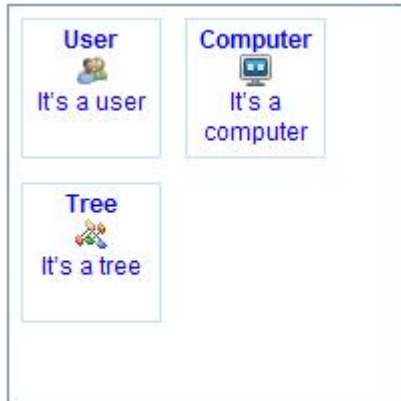 User
It's a user
Computer
It's a
computer
Tree
It's a tree